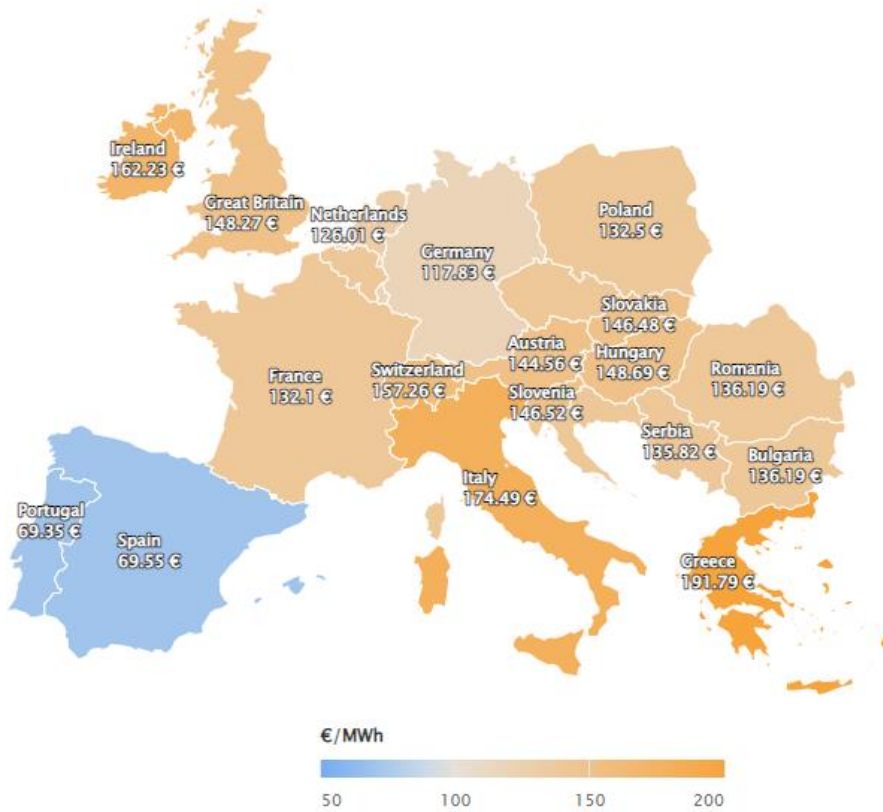 Ireland
162.23 €
Great Britain
148.27 €
Netherlands
126.01 €
Germany
117.83 €
Poland
132.5 €
Slovakia
146.48 €
Austria
144.56 €
Hungary
148.69 €
France
132.1 €
Switzerland
157.26 €
Slovenia
146.52 €
Romania
136.19 €
Serbia
135.82 €
Bulgaria
136.19 €
Italy
174.49 €
Portugal
69.35 €
Spain
69.55 €
Greece
191.79 €
€/MWh
50 100 150 200